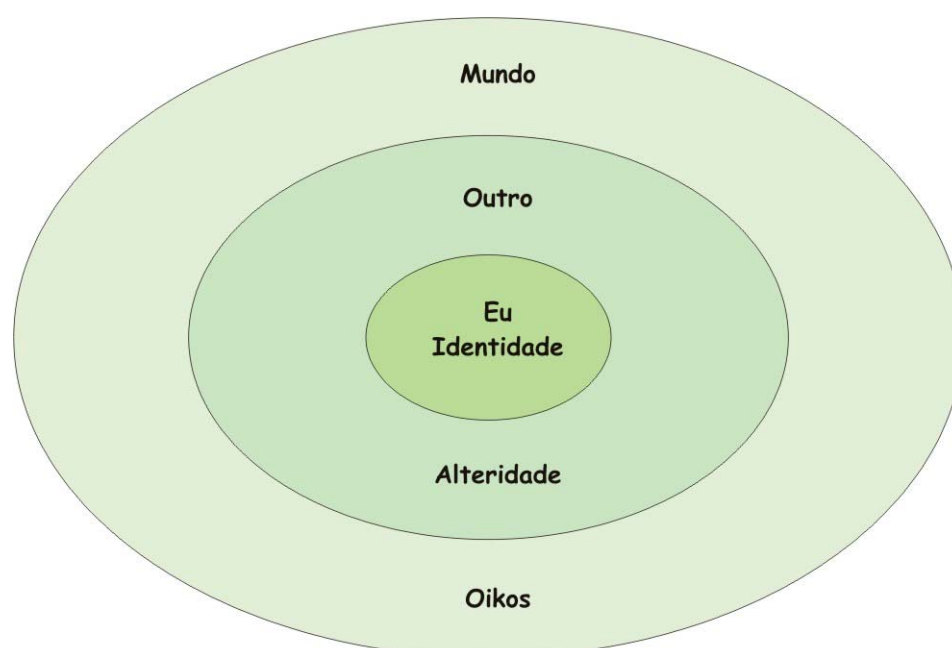 Mundo
Outro
Eu
Identidade
Alteridade
Oikos